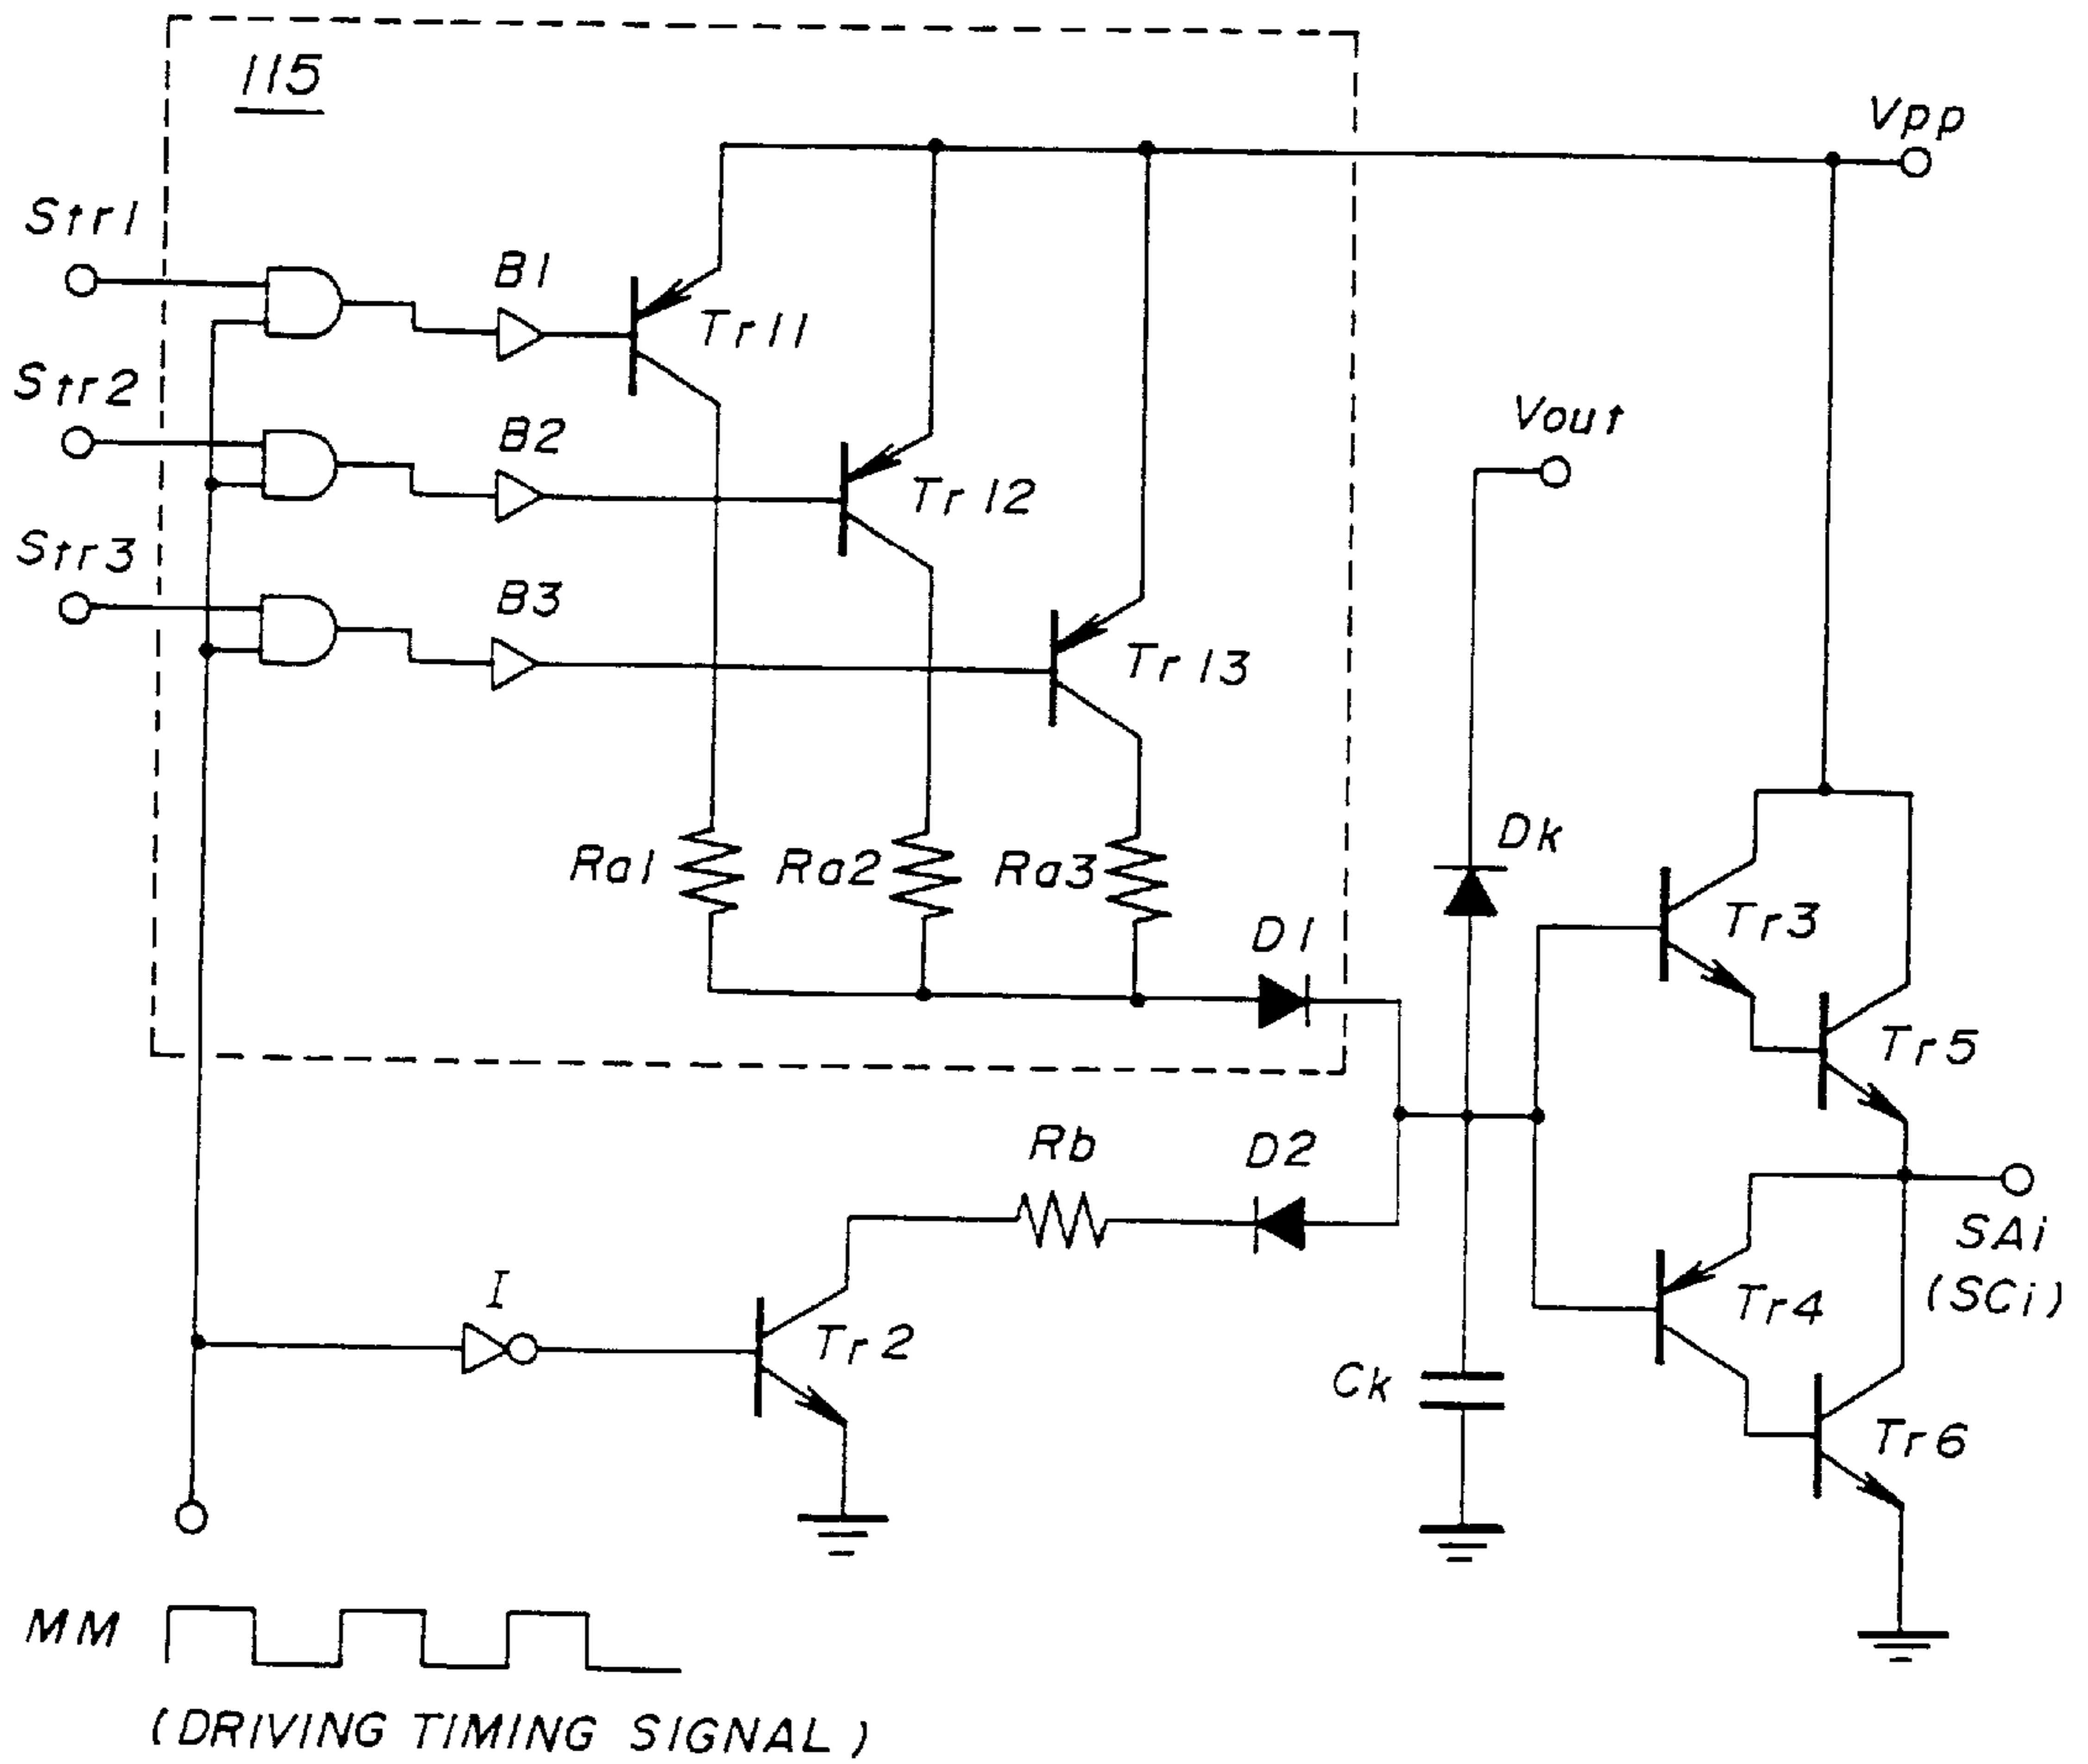 115
Vpp
Str1
B1
Tr11
Str2
B2
Tr12
Vout
Str3
B3
Tr13
Dk
Ra1
Ra2
Ra3
D1
Tr3
Tr5
Rb
D2
SAi
(SCi)
I
Tr2
Tr4
Ck
Tr6
MM
(DRIVING TIMING SIGNAL)